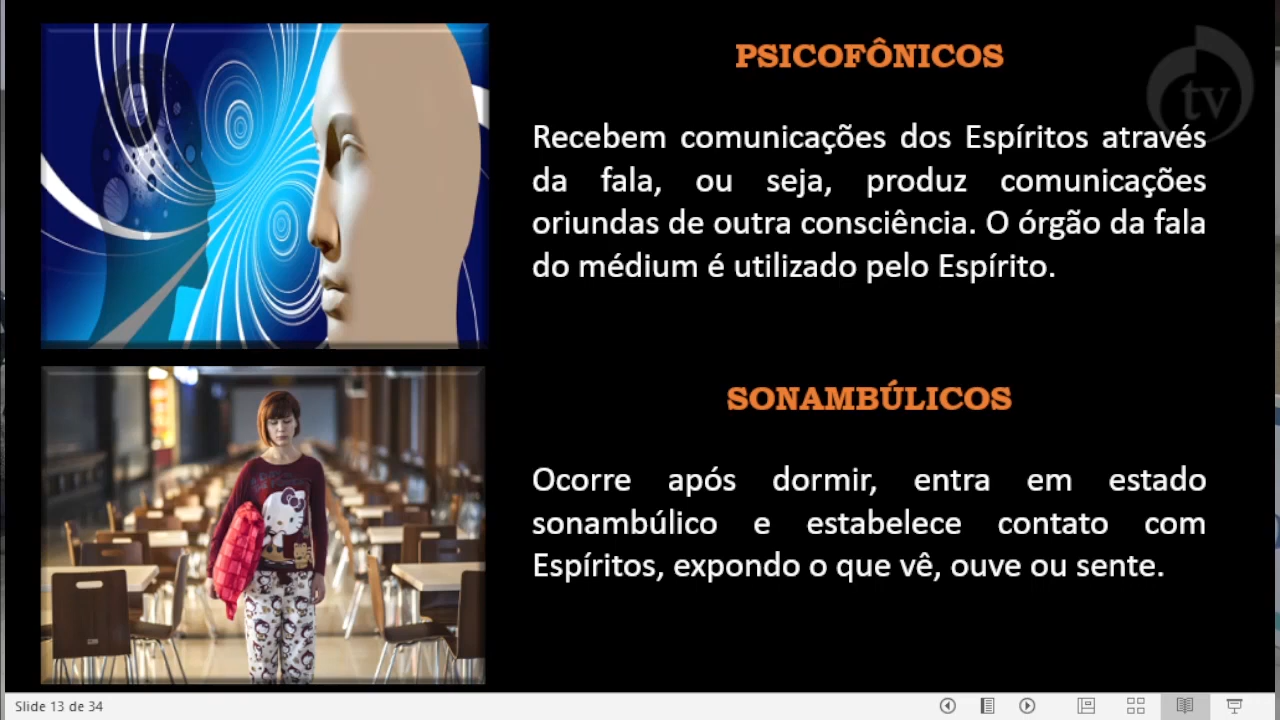 PSICOFÔNICOS
tv
Recebem comunicações dos Espíritos através
da fala, ou seja, produz comunicações
oriundas de outra consciência. O órgão da fala
do médium é utilizado pelo Espírito.
SONAMBÚLICOS
Ocorre após dormir, entra em estado
sonambúlico e estabelece contato com
Espíritos, expondo o que vê, ouve ou sente.
Slide 13 de 34